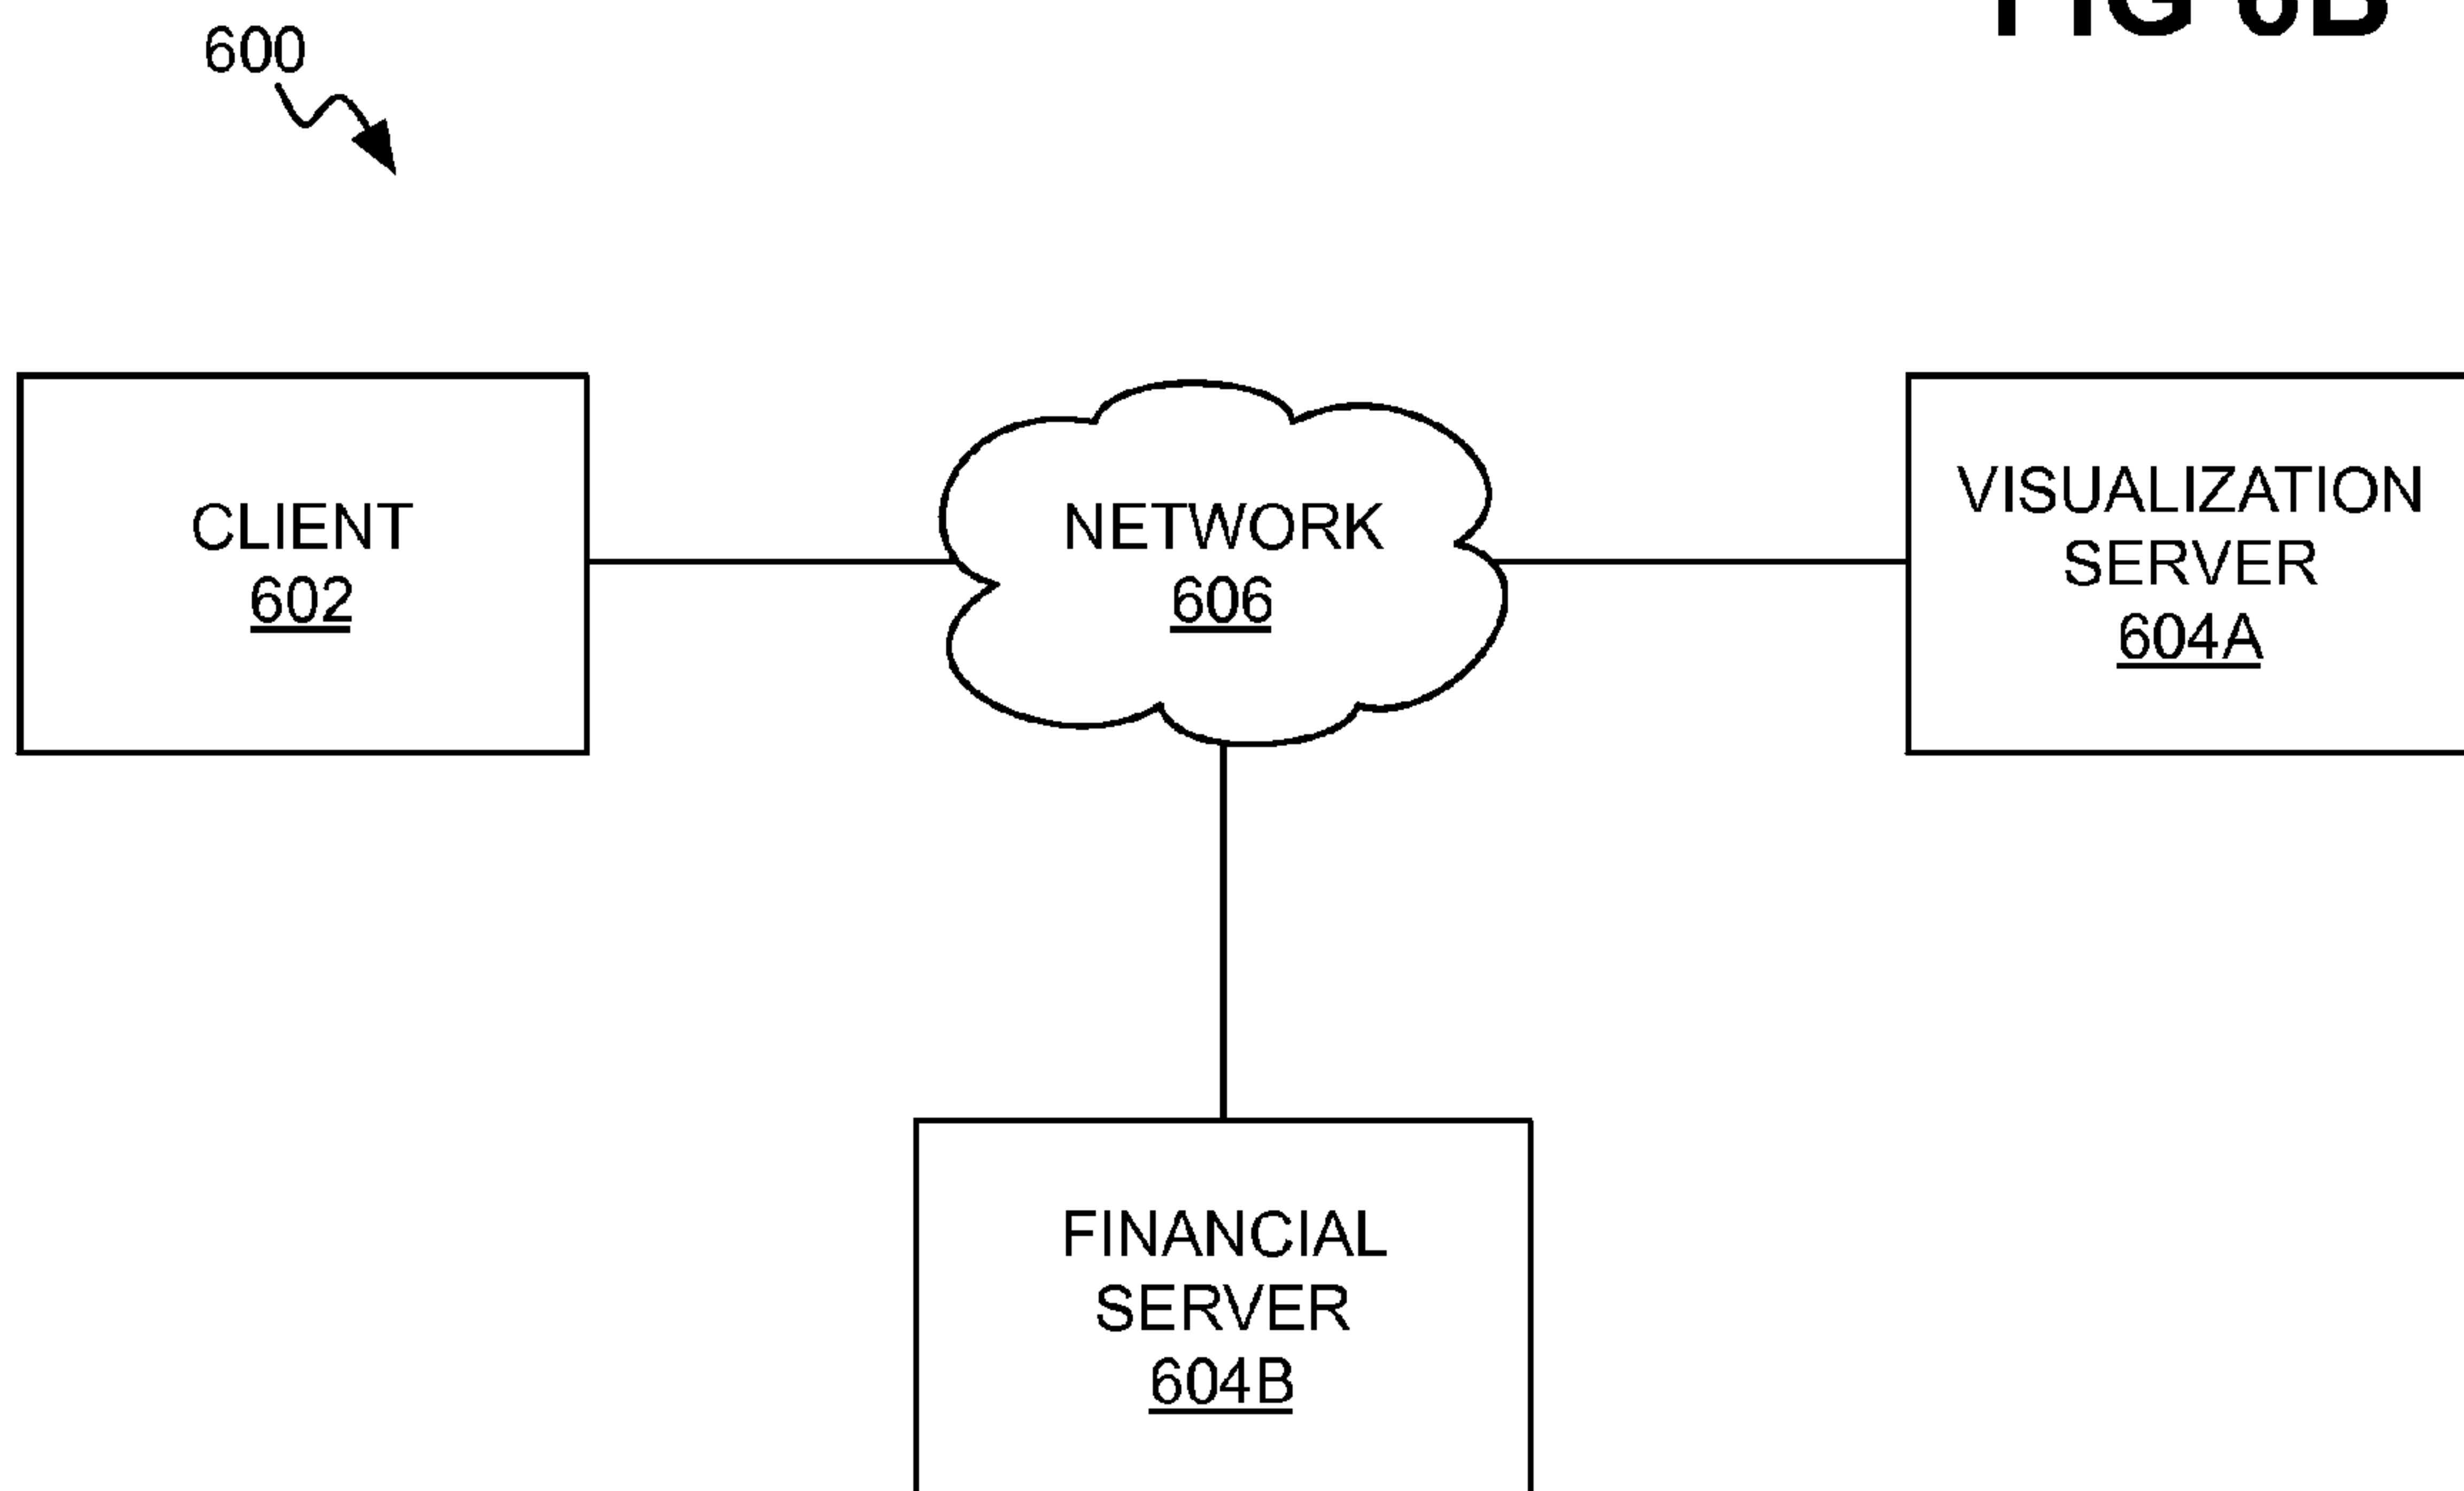 600
CLIENT
602
NETWORK
606
VISUALIZATION
SERVER
604A
FINANCIAL
SERVER
604B